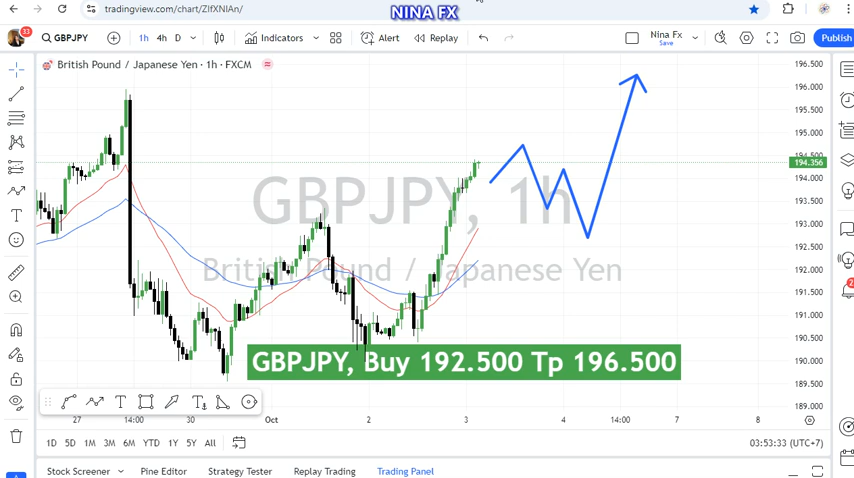 NINA FX
tradingview.com/chart/ZIfXNIAn/
33
GBPJPY
1h 4h D
Indicators
Alert
Replay
Nina Fx
Save
Publish
British Pound / Japanese Yen · 1h · FXCM
GBPJPY, 1h
British Pound / Japanese Yen
196.500
196.000
195.500
195.000
194.500
194.356
194.000
193.500
193.000
192.500
192.000
191.500
191.000
190.500
190.000
189.500
189.000
GBPJPY, Buy 192.500 Tp 196.500
27 14:00 30 Oct 2 3 4 14:00 7 8
1D 5D 1M 3M 6M YTD 1Y 5Y All
03:53:33 (UTC+7)
Stock Screener Pine Editor Strategy Tester Replay Trading Trading Panel